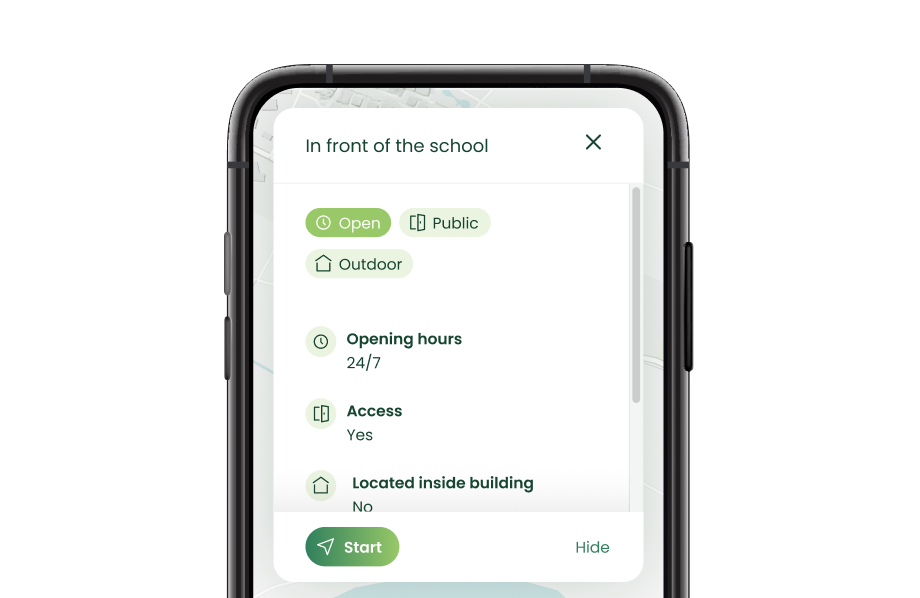 In front of the school
Open
Public
Outdoor
Opening hours
24/7
Access
Yes
Located inside building
No
Start
Hide